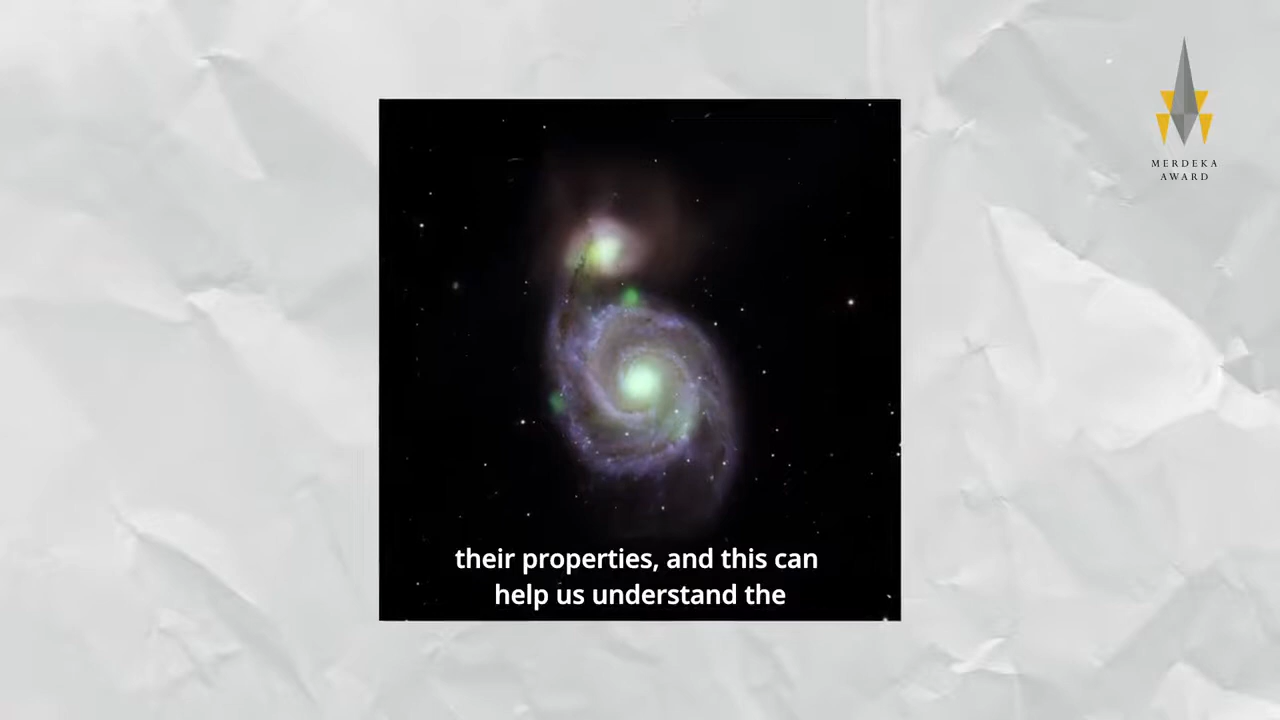 MERDEKA
AWARD
their properties, and this can
help us understand the